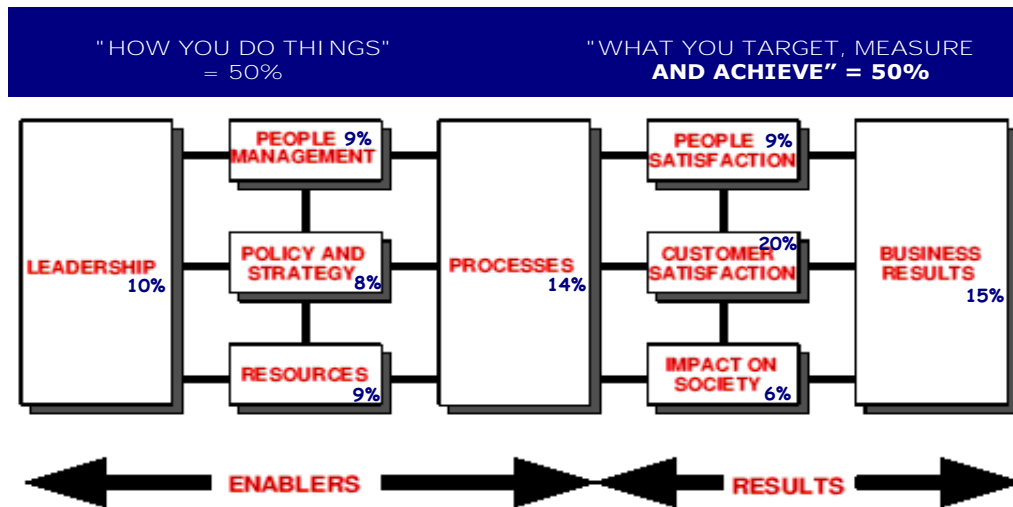 "HOW YOU DO THINGS"
= 50%
"WHAT YOU TARGET, MEASURE
AND ACHIEVE” = 50%
LEADERSHIP
10%
PEOPLE 9%
MANAGEMENT
POLICY AND
STRATEGY
8%
RESOURCES
9%
PROCESSES
14%
PEOPLE 9%
SATISFACTION
20%
CUSTOMER
SATISFACTION
IMPACT ON
SOCIETY
6%
BUSINESS
RESULTS
15%
ENABLERS
RESULTS